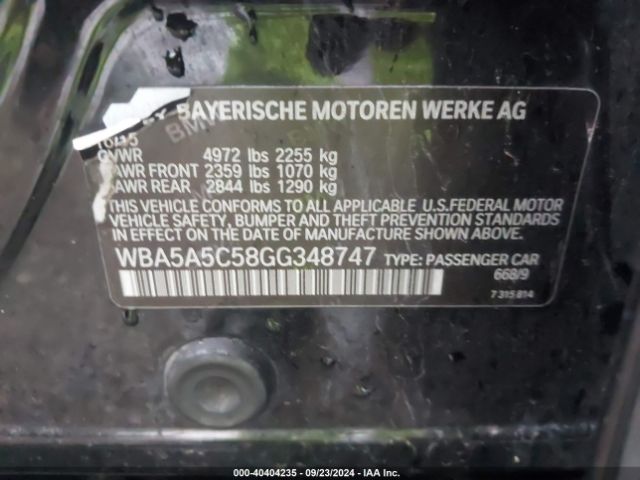 BAYERISCHE MOTOREN WERKE AG
10/15
GVWR 4972 lbs 2255 kg
GAWR FRONT 2359 lbs 1070 kg
GAWR REAR 2844 lbs 1290 kg
THIS VEHICLE CONFORMS TO ALL APPLICABLE U.S.FEDERAL MOTOR
VEHICLE SAFETY, BUMPER AND THEFT PREVENTION STANDARDS
IN EFFECT ON THE DATE OF MANUFACTURE SHOWN ABOVE.
WBA5A5C58GG348747 TYPE: PASSENGER CAR
668/9
7 315 814
000-40404235 - 09/23/2024 - IAA Inc.